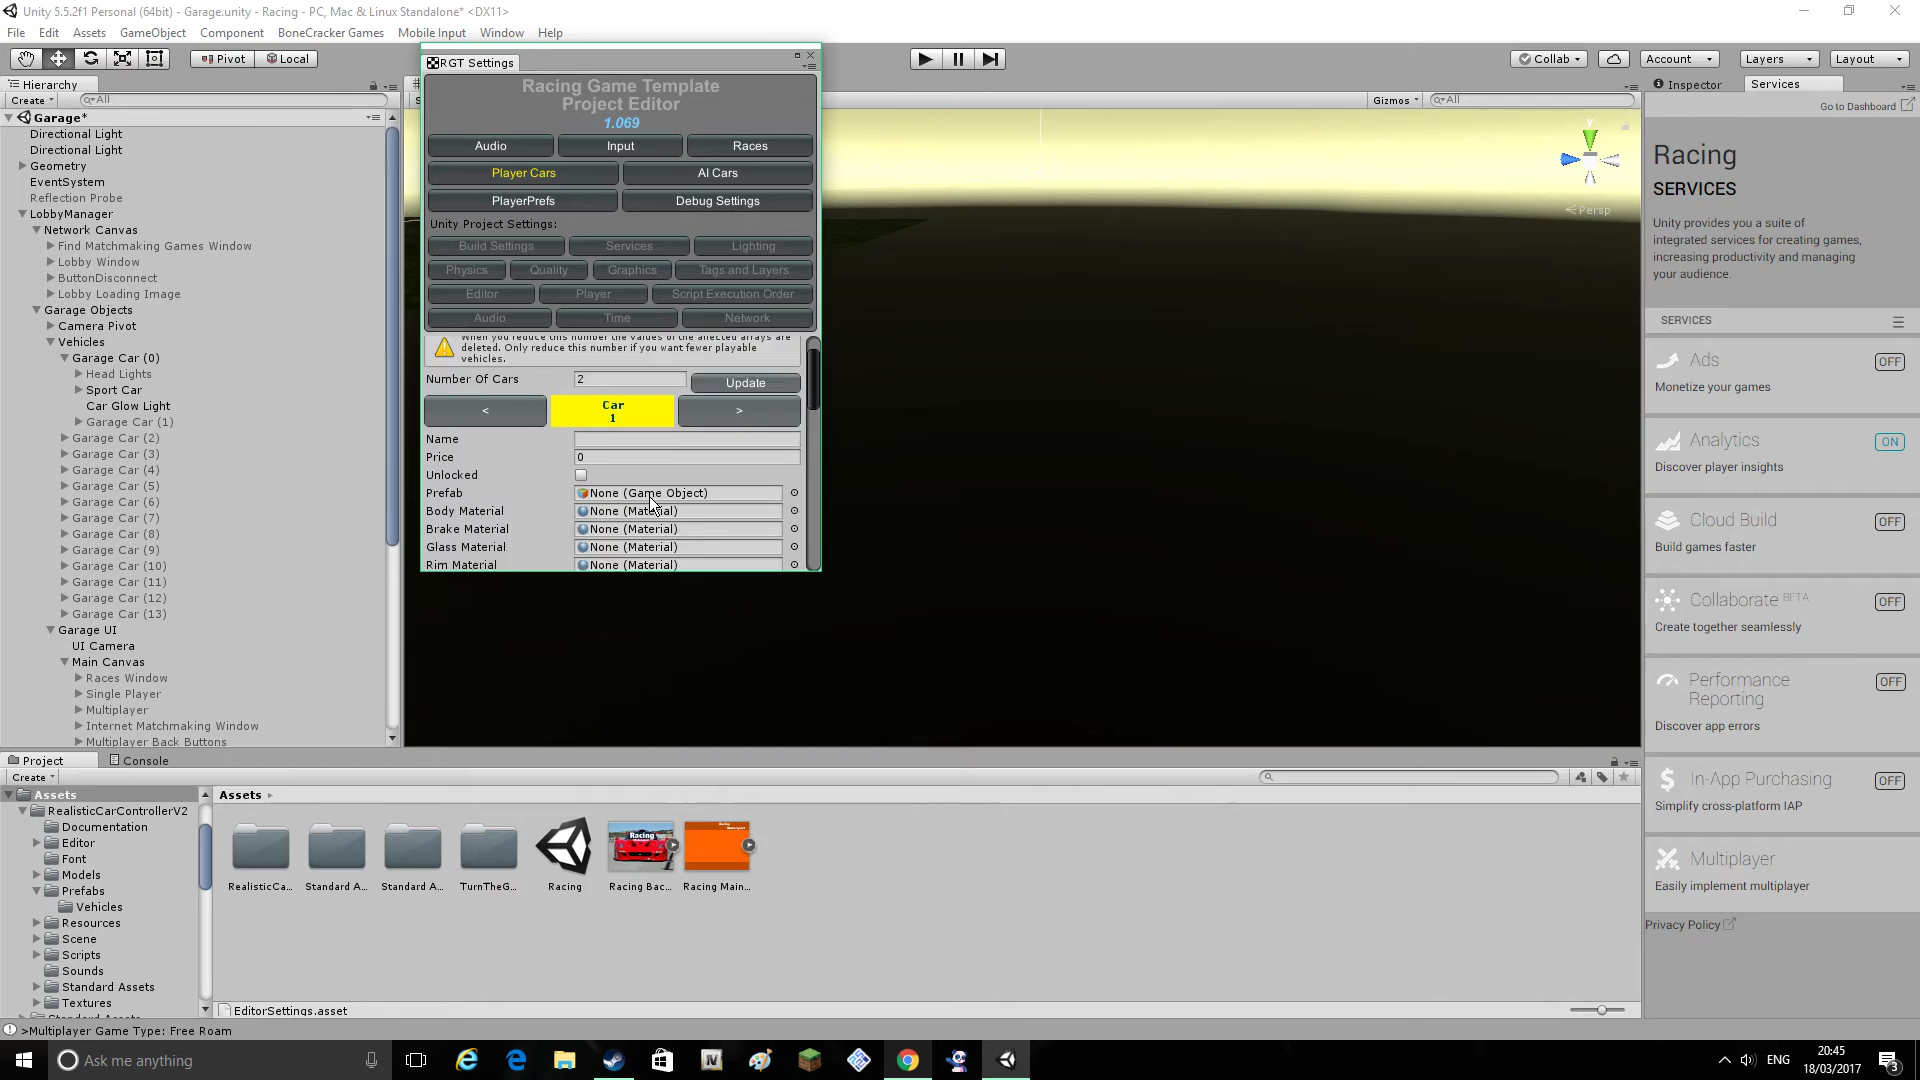 Unity 5.5.2f1 Personal (64bit) - Garage.unity - Racing - PC, Mac & Linux Standalone* <DX11>
File Edit Assets GameObject Component BoneCracker Games Mobile Input Window Help
Pivot Local Collab Account Layers Layout
Hierarchy
Create All
Garage*
Directional Light
Directional Light
Geometry
EventSystem
Reflection Probe
LobbyManager
Network Canvas
Find Matchmaking Games Window
Lobby Window
ButtonDisconnect
Lobby Loading Image
Garage Objects
Camera Pivot
Vehicles
Garage Car (0)
Head Lights
Sport Car
Car Glow Light
Garage Car (1)
Garage Car (2)
Garage Car (3)
Garage Car (4)
Garage Car (5)
Garage Car (6)
Garage Car (7)
Garage Car (8)
Garage Car (9)
Garage Car (10)
Garage Car (11)
Garage Car (12)
Garage Car (13)
Garage UI
UI Camera
Main Canvas
Races Window
Single Player
Multiplayer
Internet Matchmaking Window
Multiplayer Back Buttons
RGT Settings
Racing Game Template
Project Editor
1.069
Audio Input Races
Player Cars AI Cars
PlayerPrefs Debug Settings
Unity Project Settings:
Build Settings Services Lighting
Physics Quality Graphics Tags and Layers
Editor Player Script Execution Order
Audio Time Network
When you reduce this number the values of the affected arrays are
deleted. Only reduce this number if you want fewer playable
vehicles.
Number Of Cars 2 Update
< Car >
1
Name
Price 0
Unlocked
Prefab None (Game Object)
Body Material None (Material)
Brake Material None (Material)
Glass Material None (Material)
Rim Material None (Material)
Gizmos All
y
Persp
Inspector Services
Go to Dashboard
Racing
SERVICES
Unity provides you a suite of
integrated services for creating games,
increasing productivity and managing
your audience.
SERVICES
Ads OFF
Monetize your games
Analytics ON
Discover player insights
Cloud Build OFF
Build games faster
Collaborate BETA OFF
Create together seamlessly
Performance
Reporting OFF
Discover app errors
In-App Purchasing OFF
Simplify cross-platform IAP
Multiplayer
Easily implement multiplayer
Privacy Policy
Project Console
Create
Assets
RealisticCarControllerV2
Documentation
Editor
Font
Models
Prefabs
Vehicles
Resources
Scene
Scripts
Sounds
Standard Assets
Textures
Assets
RealisticCa... Standard A... Standard A... TurnTheG... Racing Racing Bac... Racing Main...
EditorSettings.asset
>Multiplayer Game Type: Free Roam
Ask me anything
ENG
20:45
18/03/2017
3